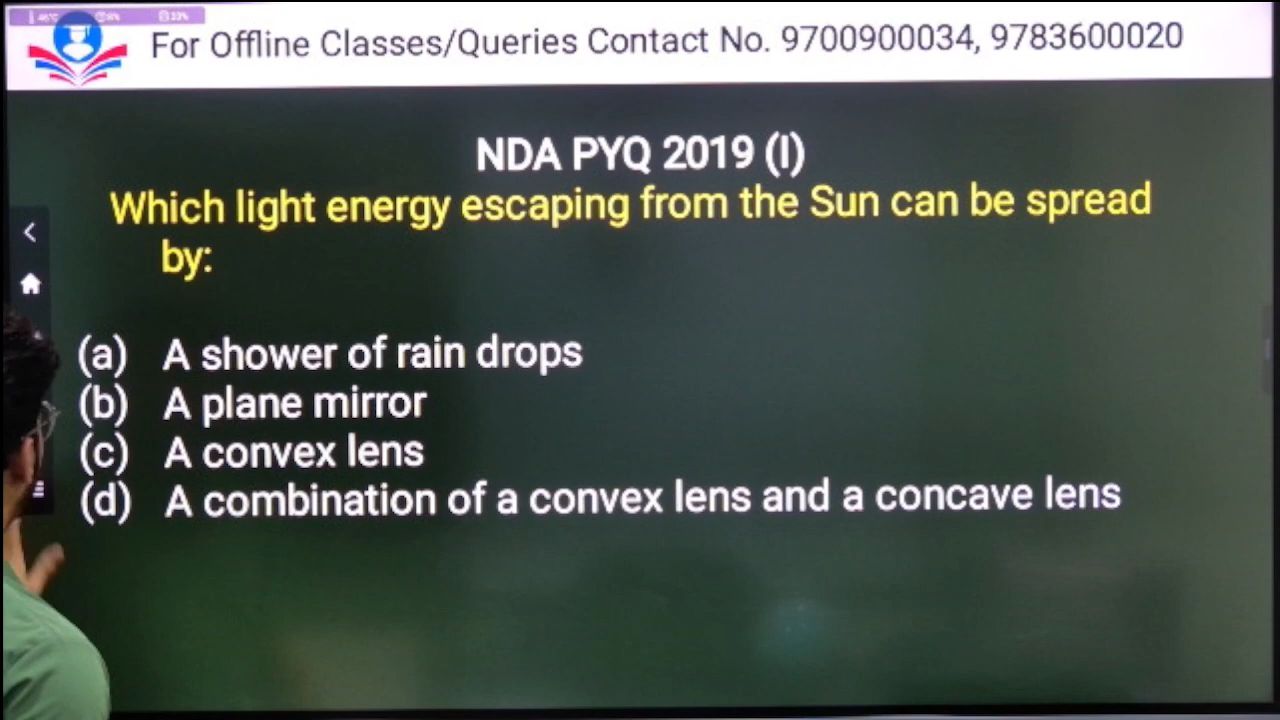 For Offline Classes/Queries Contact No. 9700900034, 9783600020
NDA PYQ 2019 (I)
Which light energy escaping from the Sun can be spread
by:
(a) A shower of rain drops
(b) A plane mirror
(c) A convex lens
(d) A combination of a convex lens and a concave lens